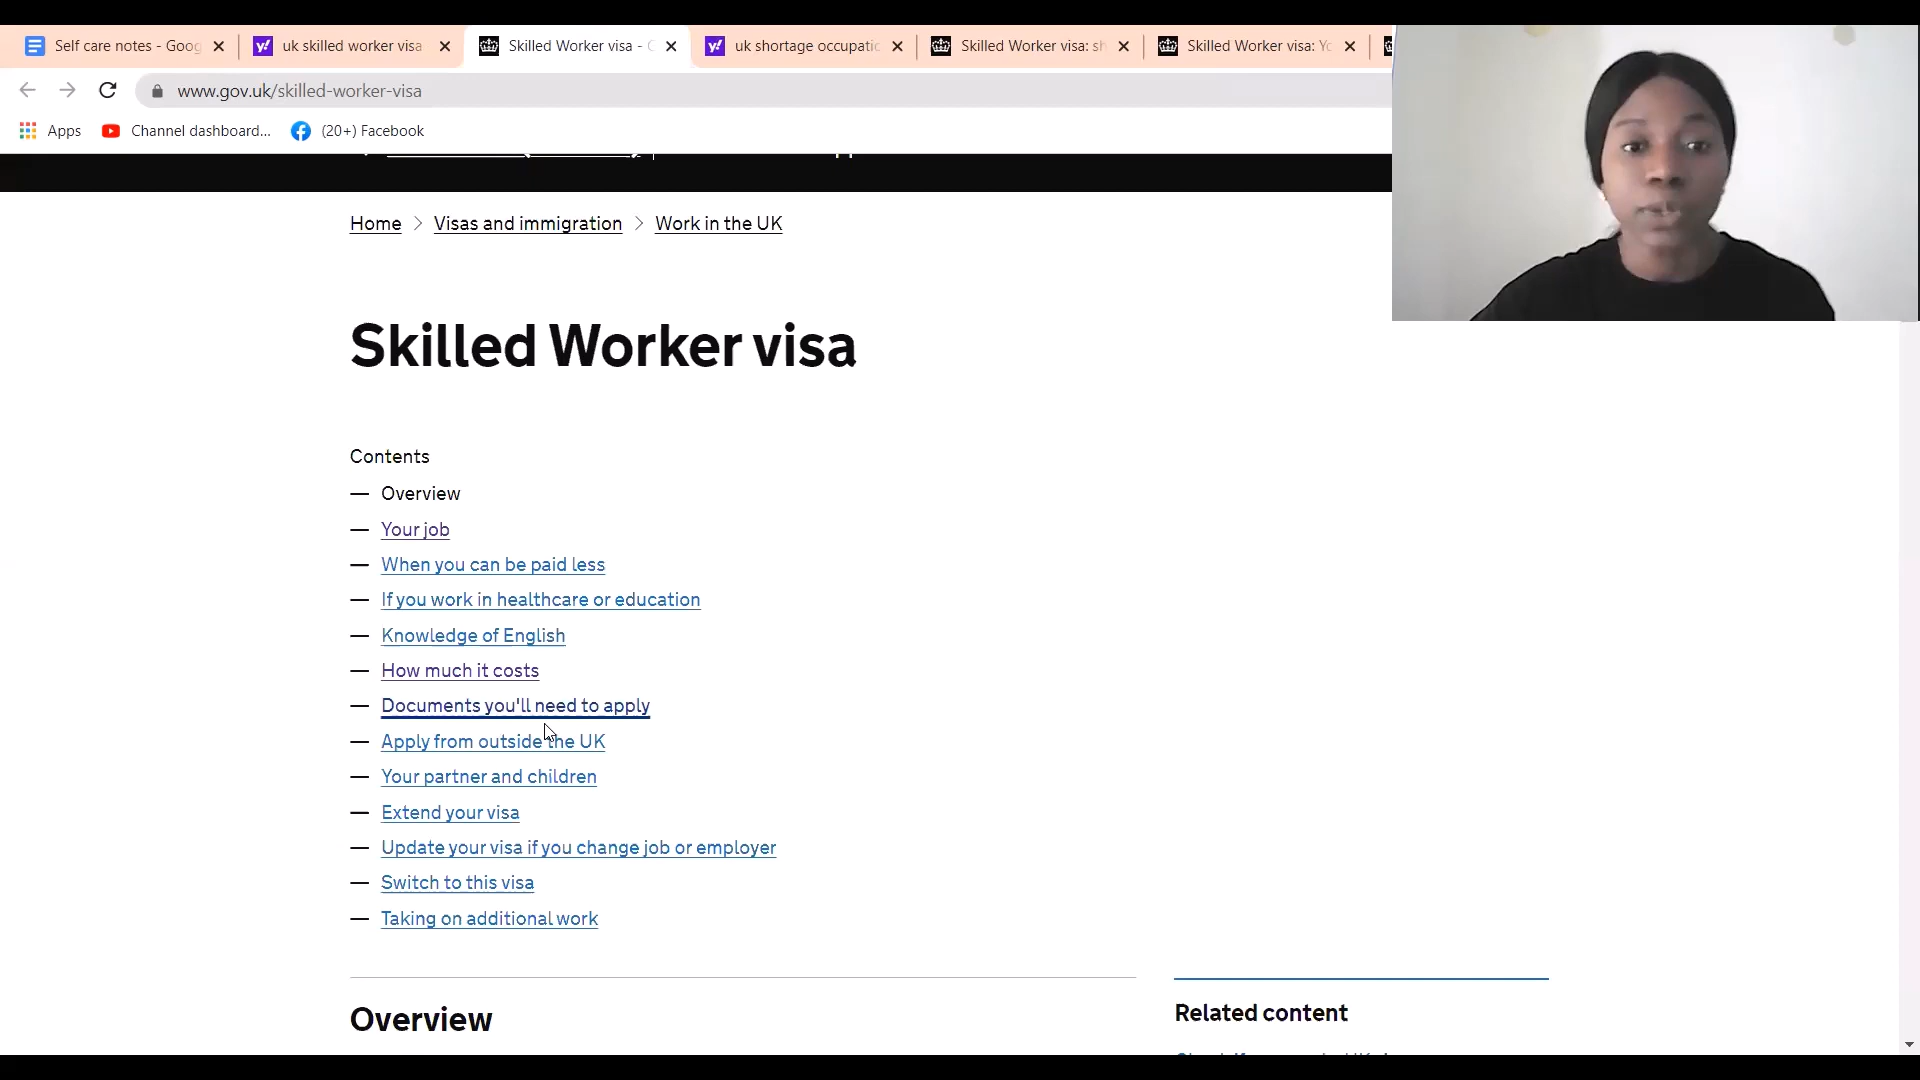 Self care notes - Goog
uk skilled worker visa
Skilled Worker visa - G
uk shortage occupatic
Skilled Worker visa: sh
Skilled Worker visa: Yo
www.gov.uk/skilled-worker-visa
Apps
Channel dashboard...
(20+) Facebook
Home > Visas and immigration > Work in the UK
Skilled Worker visa
Contents
— Overview
— Your job
— When you can be paid less
— If you work in healthcare or education
— Knowledge of English
— How much it costs
— Documents you'll need to apply
— Apply from outside the UK
— Your partner and children
— Extend your visa
— Update your visa if you change job or employer
— Switch to this visa
— Taking on additional work
Overview
Related content